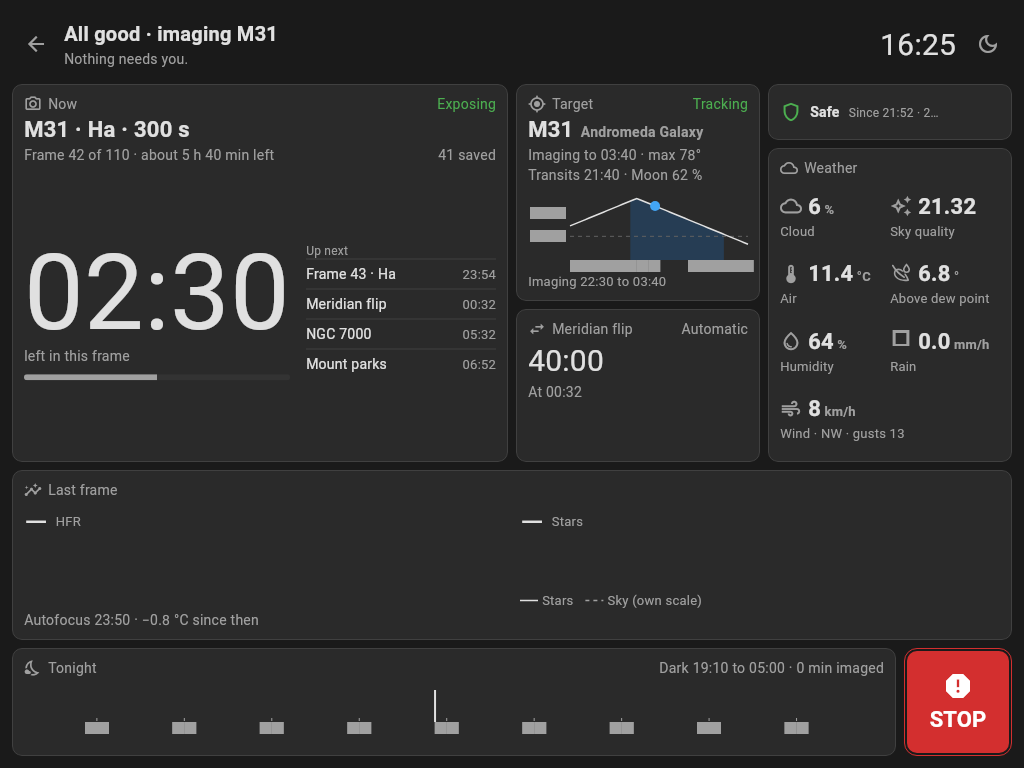 All good · imaging M31
Nothing needs you.
16:25
Now
Exposing
M31 · Ha · 300 s
Frame 42 of 110 · about 5 h 40 min left
41 saved
02:30
left in this frame
Up next
Frame 43 · Ha 23:54
Meridian flip 00:32
NGC 7000 05:32
Mount parks 06:52
Target
Tracking
M31 Andromeda Galaxy
Imaging to 03:40 · max 78°
Transits 21:40 · Moon 62 %
Imaging 22:30 to 03:40
Meridian flip
Automatic
40:00
At 00:32
Safe Since 21:52 · 2…
Weather
6 %
Cloud
21.32
Sky quality
11.4 °C
Air
6.8 °
Above dew point
64 %
Humidity
0.0 mm/h
Rain
8 km/h
Wind · NW · gusts 13
Last frame
HFR
Stars
Stars
Sky (own scale)
Autofocus 23:50 · −0.8 °C since then
Tonight
Dark 19:10 to 05:00 · 0 min imaged
STOP